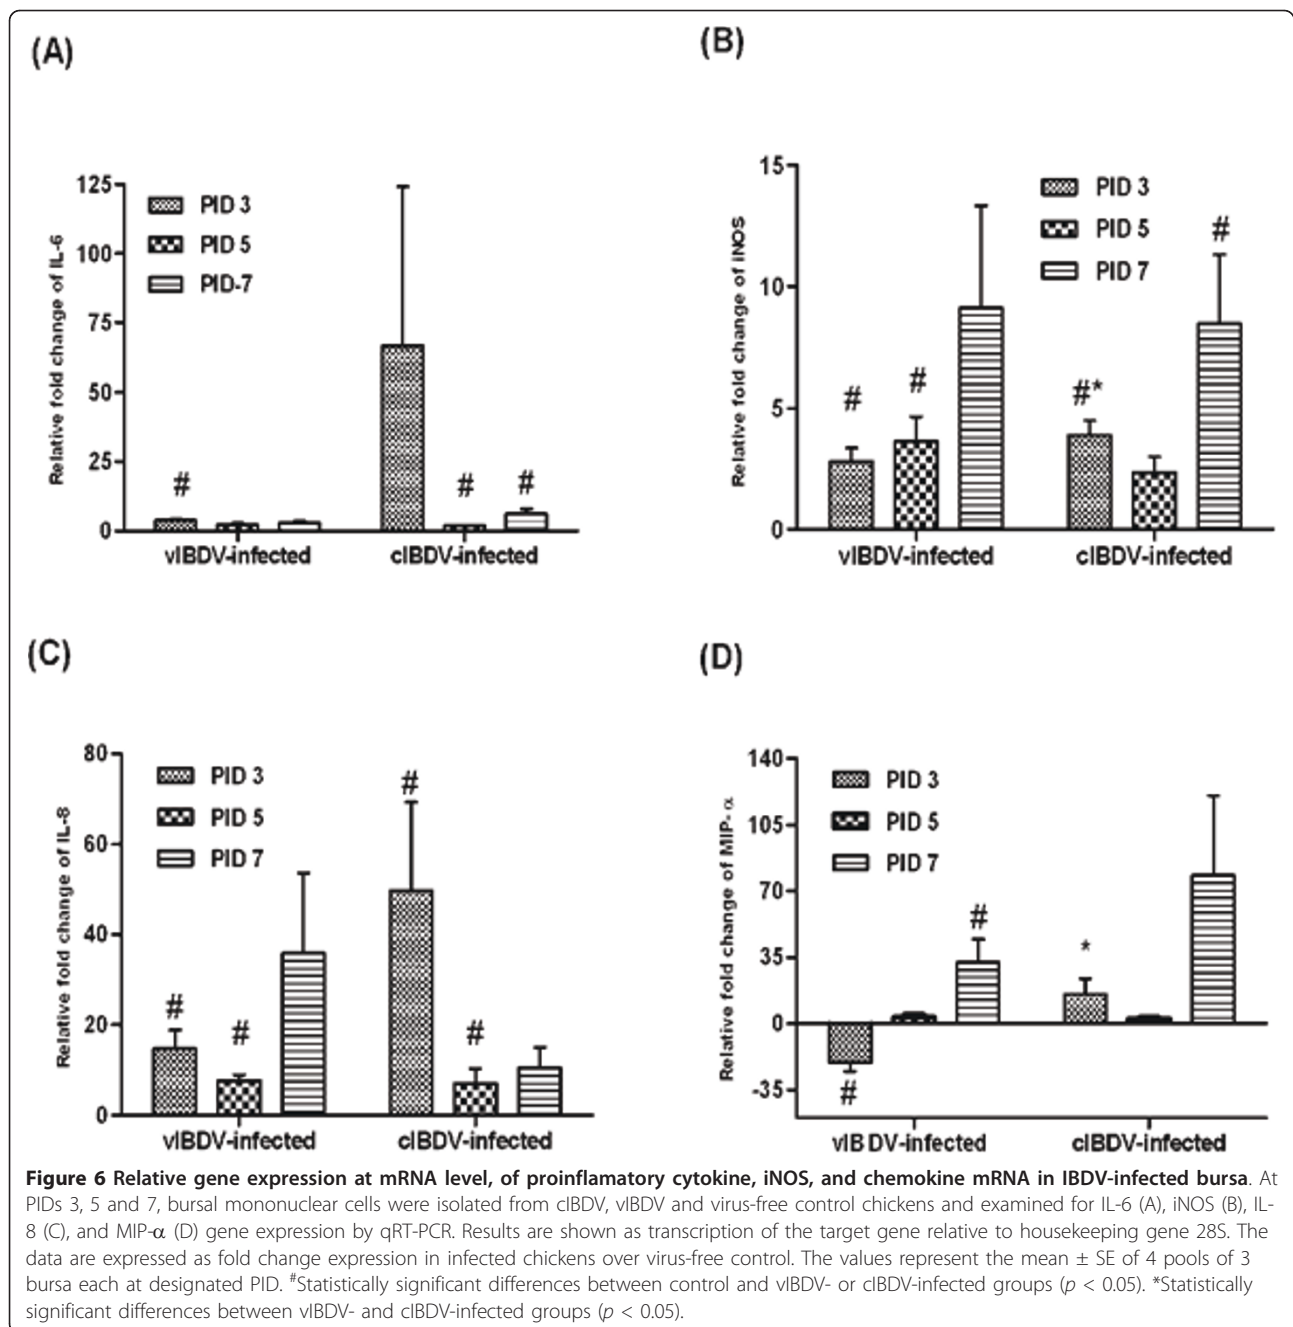 (A)
125
100
75
50
25
0
Relative fold change of IL-6
PID 3
PID 5
PID-7
#
#
#
vIBDV-infected
cIBDV-infected
(B)
15
10
5
0
Relative fold change of iNOS
PID 3
PID 5
PID 7
#
#
#*
#
vIBDV-infected
cIBDV-infected
(C)
80
60
40
20
0
Relative fold change of IL-8
PID 3
PID 5
PID 7
#
#
#
#
vIBDV-infected
cIBDV-infected
(D)
140
105
70
35
0
-35
Relative fold change of MIP-α
PID 3
PID 5
PID 7
#
#
*
vIB DV-infected
cIBDV-infected
Figure 6 Relative gene expression at mRNA level, of proinflamatory cytokine, iNOS, and chemokine mRNA in IBDV-infected bursa. At
PIDs 3, 5 and 7, bursal mononuclear cells were isolated from cIBDV, vIBDV and virus-free control chickens and examined for IL-6 (A), iNOS (B), IL-
8 (C), and MIP-α (D) gene expression by qRT-PCR. Results are shown as transcription of the target gene relative to housekeeping gene 28S. The
data are expressed as fold change expression in infected chickens over virus-free control. The values represent the mean ± SE of 4 pools of 3
bursa each at designated PID. #Statistically significant differences between control and vIBDV- or cIBDV-infected groups (p < 0.05). *Statistically
significant differences between vIBDV- and cIBDV-infected groups (p < 0.05).